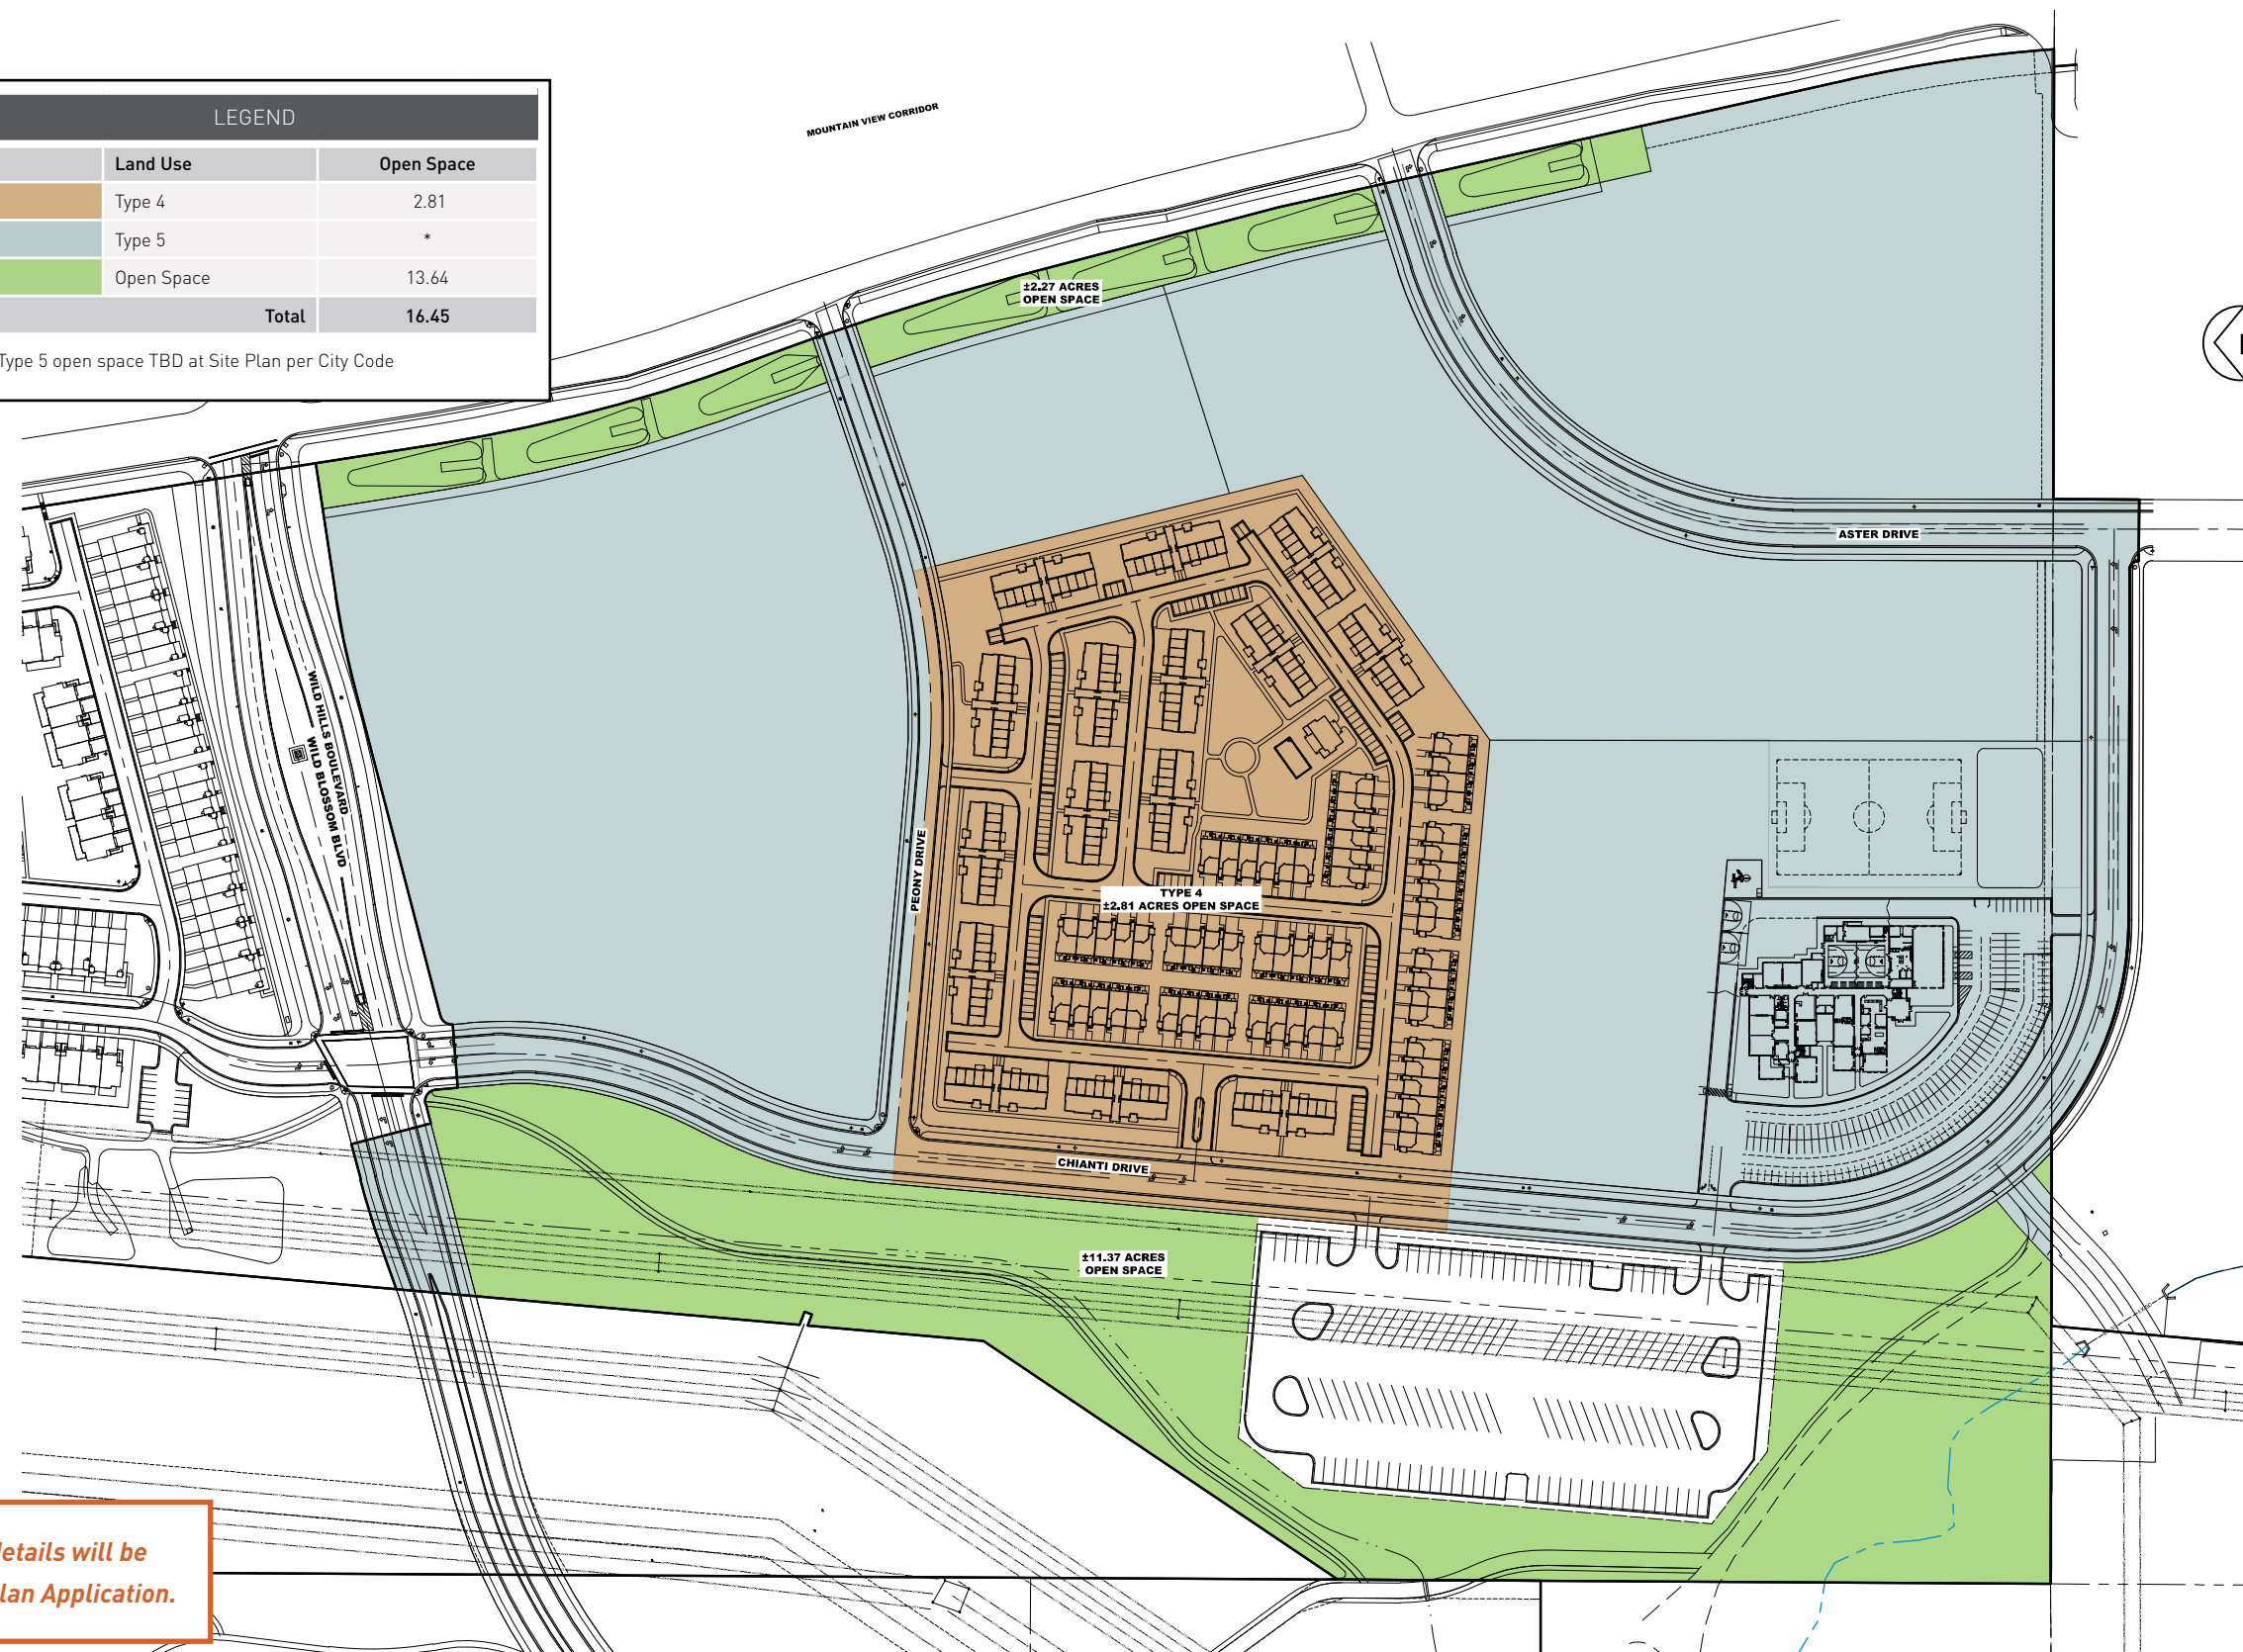 LEGEND
Land Use Open Space
Type 4 2.81
Type 5 *
Open Space 13.64
Total 16.45
Type 5 open space TBD at Site Plan per City Code
MOUNTAIN VIEW CORRIDOR
±2.27 ACRES
OPEN SPACE
ASTER DRIVE
WILD HILLS BOULEVARD
WILD BLOSSOM BLVD
PEONY DRIVE
TYPE 4
±2.81 ACRES OPEN SPACE
CHIANTI DRIVE
±11.37 ACRES
OPEN SPACE
details will be
lan Application.